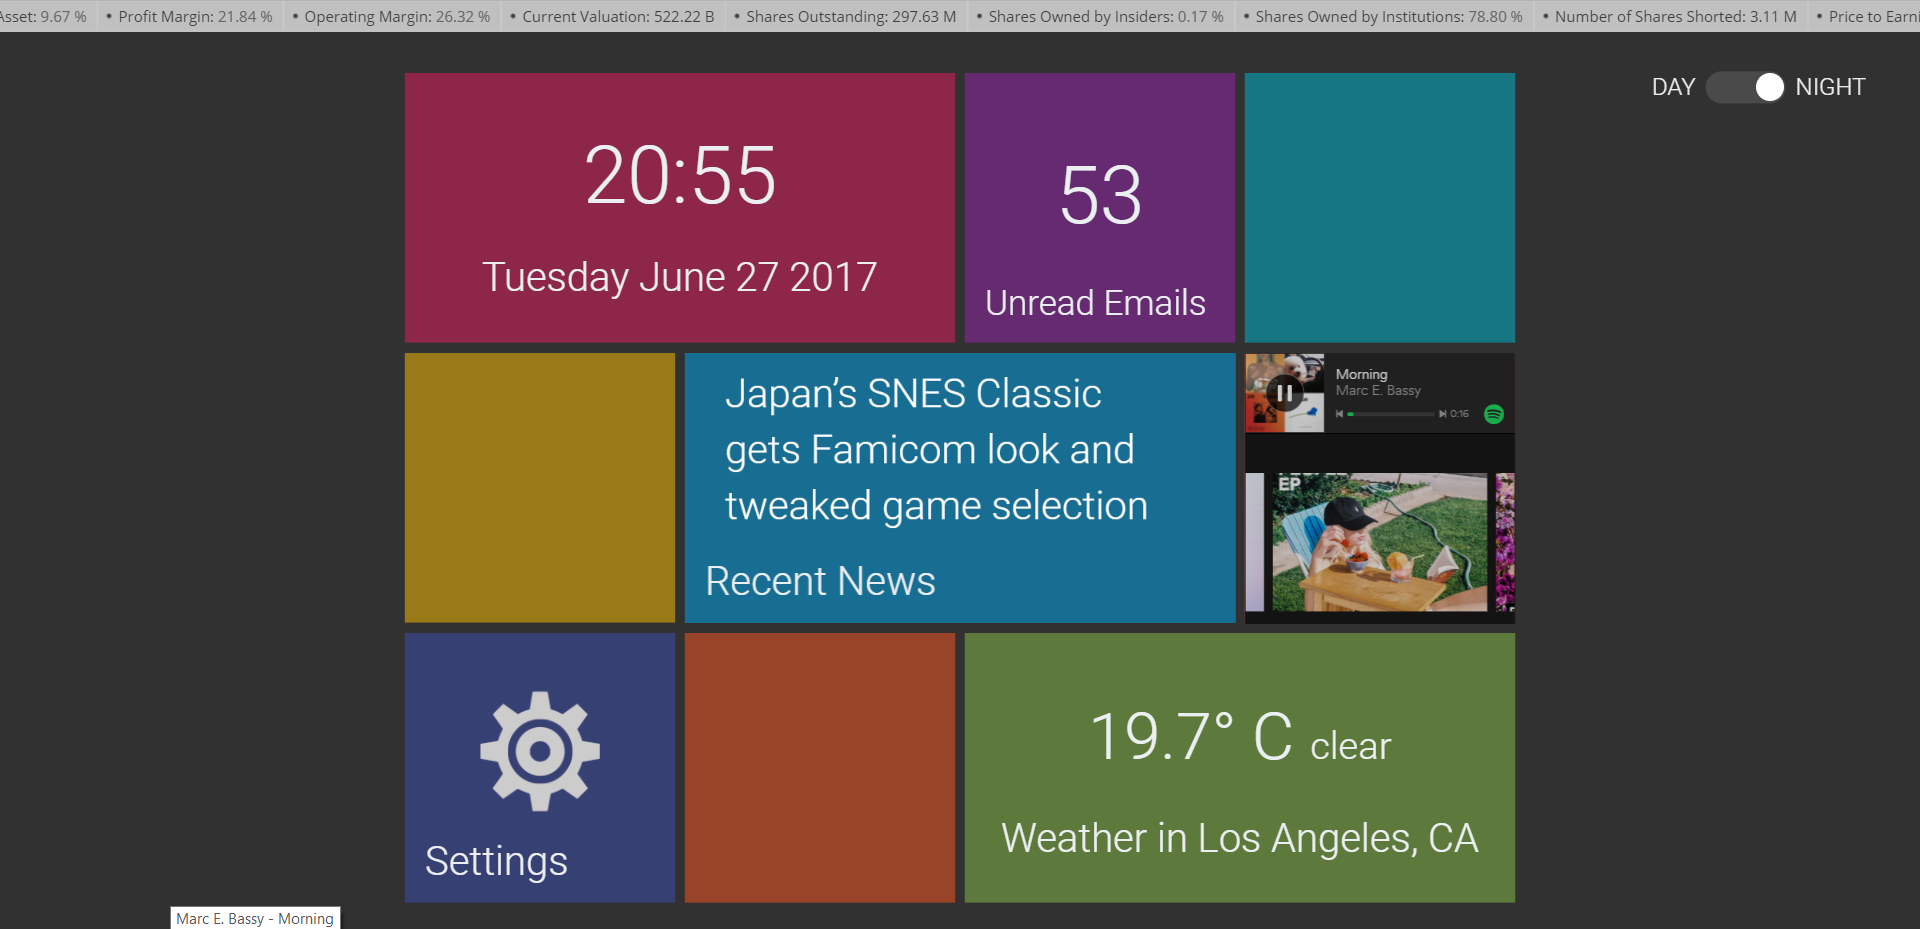 Asset: 9.67 % • Profit Margin: 21.84 % • Operating Margin: 26.32 % • Current Valuation: 522.22 B • Shares Outstanding: 297.63 M • Shares Owned by Insiders: 0.17 % • Shares Owned by Institutions: 78.80 % • Number of Shares Shorted: 3.11 M • Price to Earni
DAY NIGHT
20:55
Tuesday June 27 2017
53
Unread Emails
Japan’s SNES Classic
gets Famicom look and
tweaked game selection
Recent News
Morning
Marc E. Bassy
0:16
EP
Settings
19.7° C clear
Weather in Los Angeles, CA
Marc E. Bassy - Morning